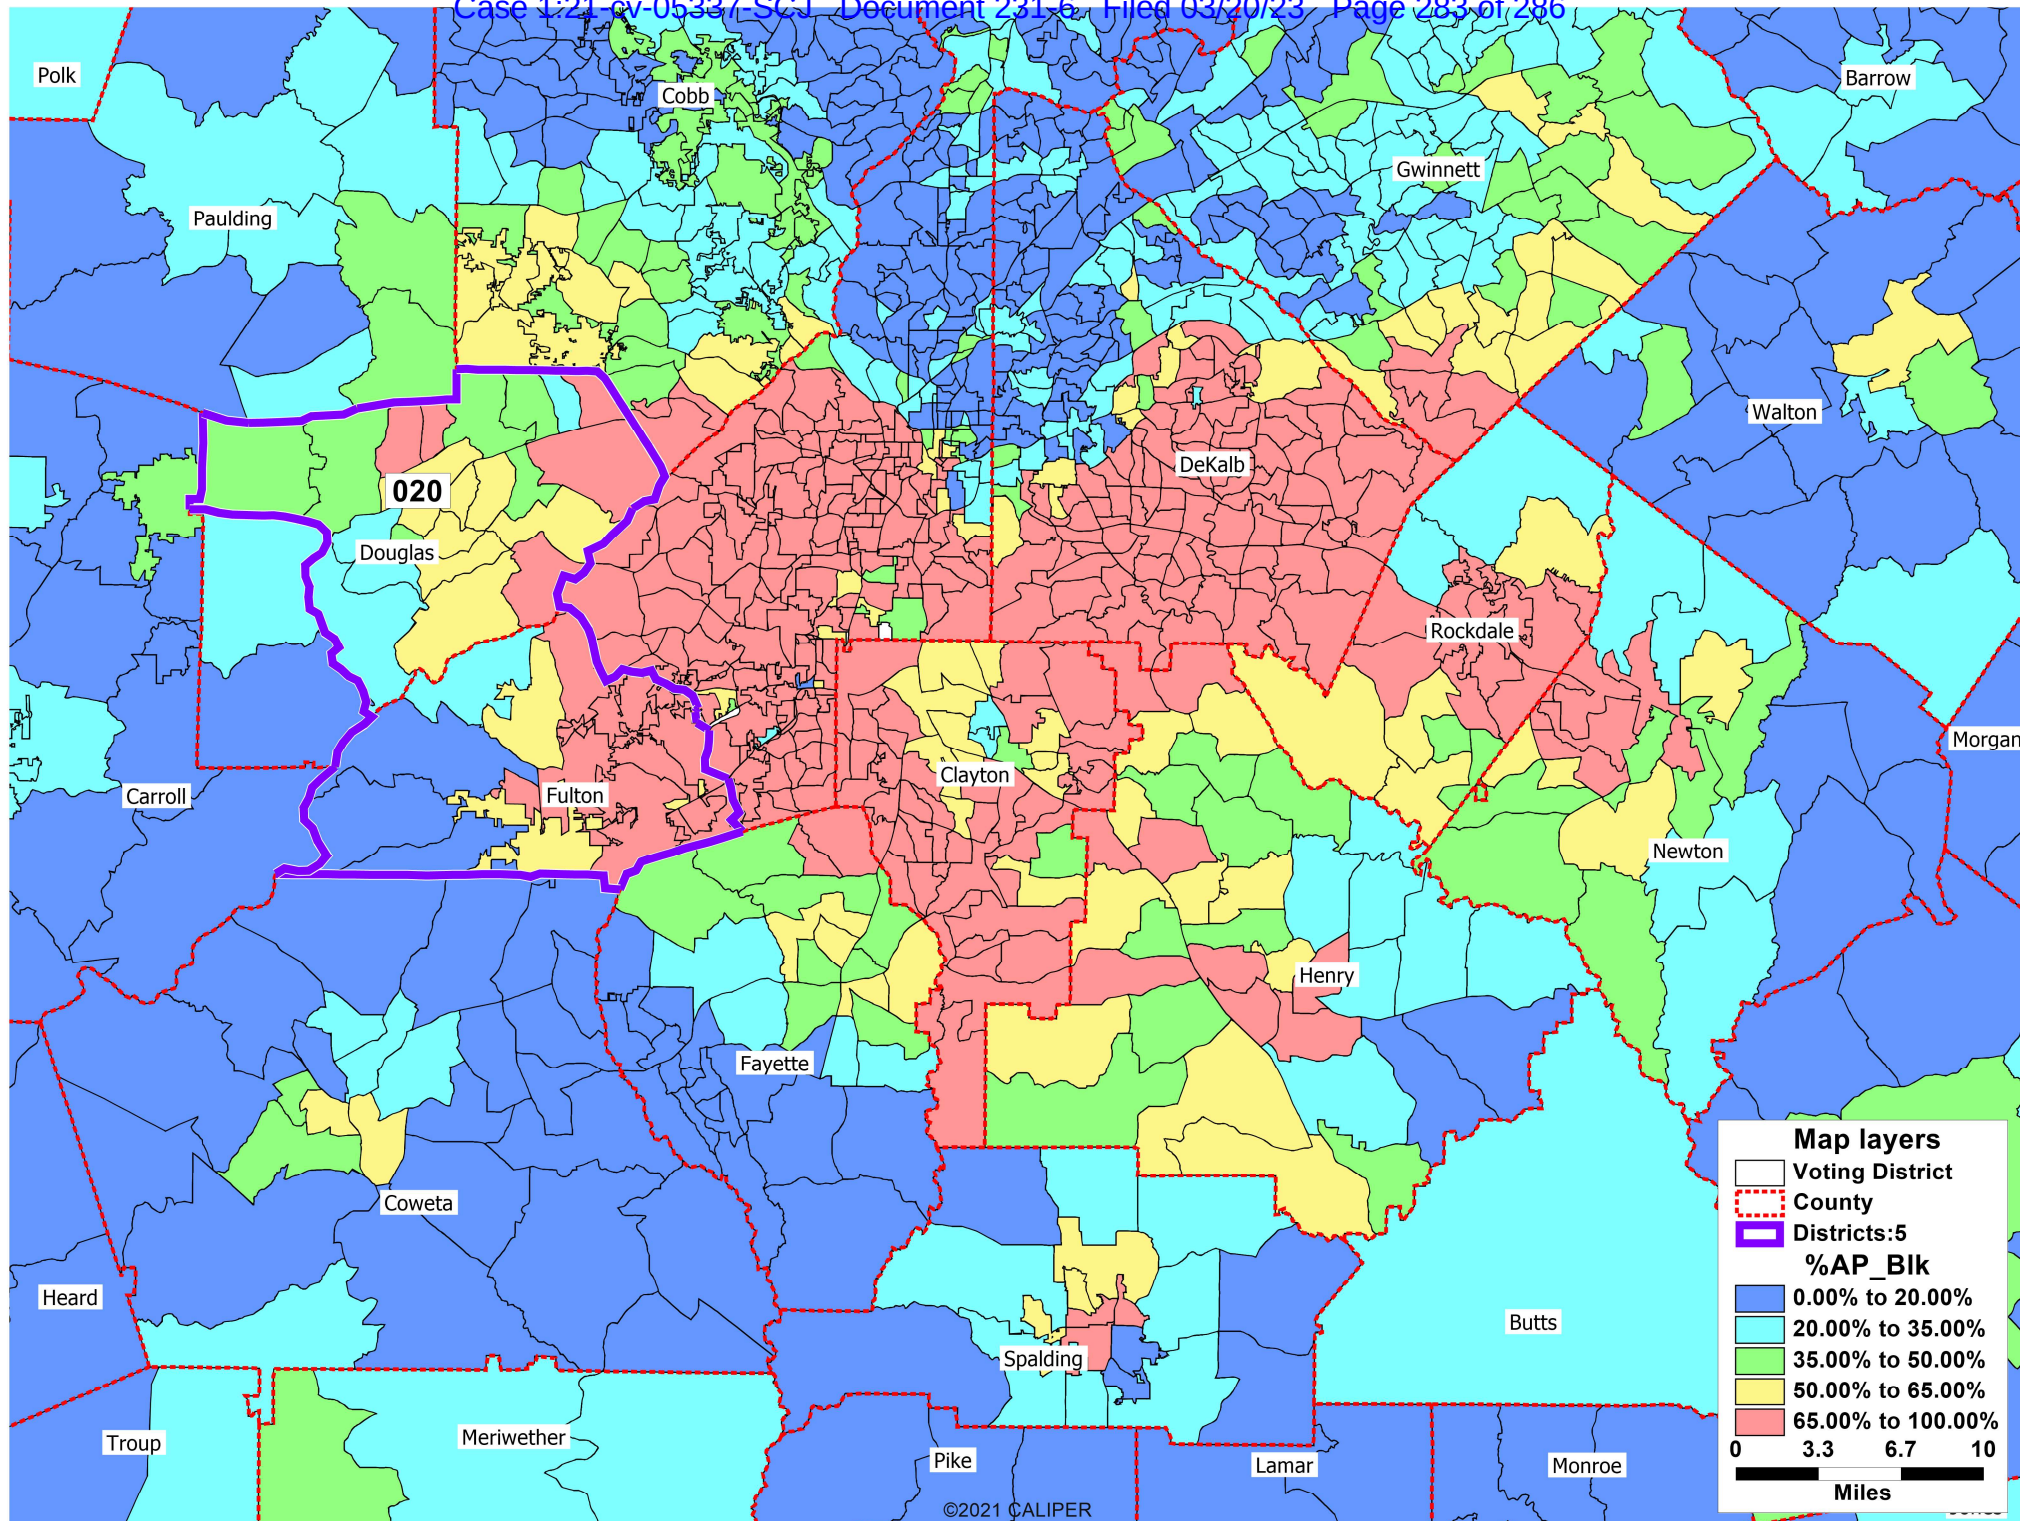 Case 1:21-cv-05337-SCJ Document 231-6 Filed 03/20/23 Page 283 of 286
Polk
Cobb
Barrow
Gwinnett
Paulding
Walton
DeKalb
020
Douglas
Rockdale
Morgan
Clayton
Carroll
Fulton
Newton
Henry
Fayette
Coweta
Heard
Butts
Spalding
Troup
Meriwether
Pike
Lamar
Monroe
Map layers
Voting District
County
Districts:5
%AP_Blk
0.00% to 20.00%
20.00% to 35.00%
35.00% to 50.00%
50.00% to 65.00%
65.00% to 100.00%
0 3.3 6.7 10
Miles
©2021 CALIPER